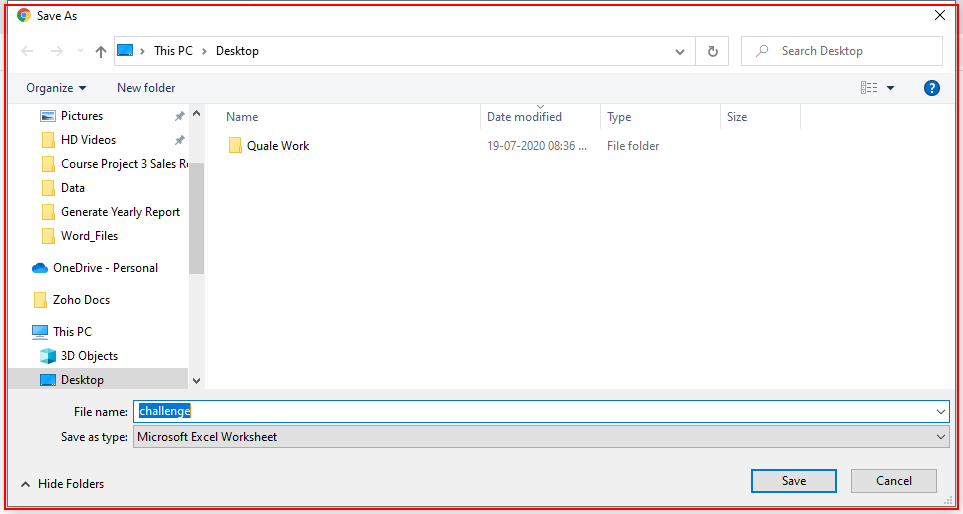 Save As
This PC > Desktop
Search Desktop
Organize
New folder
?
Pictures
HD Videos
Course Project 3 Sales Re
Data
Generate Yearly Report
Word_Files
OneDrive - Personal
Zoho Docs
This PC
3D Objects
Desktop
Name Date modified Type Size
Quale Work 19-07-2020 08:36 ... File folder
File name: challenge
Save as type: Microsoft Excel Worksheet
Hide Folders
Save
Cancel